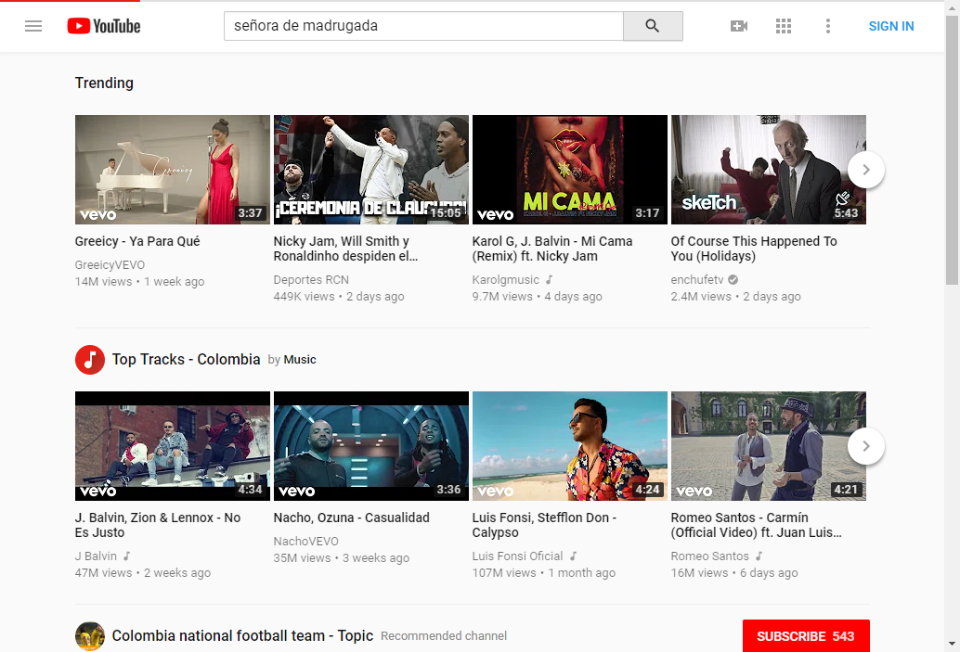 YouTube
señora de madrugada
SIGN IN
Trending
Greeicy
vevo
3:37
¡CEREMONIA DE CLAUSURA!
15:05
MI CAMA
vevo
3:17
skeTch
5:43
Greeicy - Ya Para Qué
GreeicyVEVO
14M views • 1 week ago
Nicky Jam, Will Smith y
Ronaldinho despiden el...
Deportes RCN
449K views • 2 days ago
Karol G, J. Balvin - Mi Cama
(Remix) ft. Nicky Jam
Karolgmusic
9.7M views • 4 days ago
Of Course This Happened To
You (Holidays)
enchufetv
2.4M views • 2 days ago
Top Tracks - Colombia by Music
vevo
4:34
vevo
3:36
vevo
4:24
vevo
4:21
J. Balvin, Zion & Lennox - No
Es Justo
J Balvin
47M views • 2 weeks ago
Nacho, Ozuna - Casualidad
NachoVEVO
35M views • 3 weeks ago
Luis Fonsi, Stefflon Don -
Calypso
Luis Fonsi Oficial
107M views • 1 month ago
Romeo Santos - Carmín
(Official Video) ft. Juan Luis...
Romeo Santos
16M views • 6 days ago
Colombia national football team - Topic Recommended channel
SUBSCRIBE 543